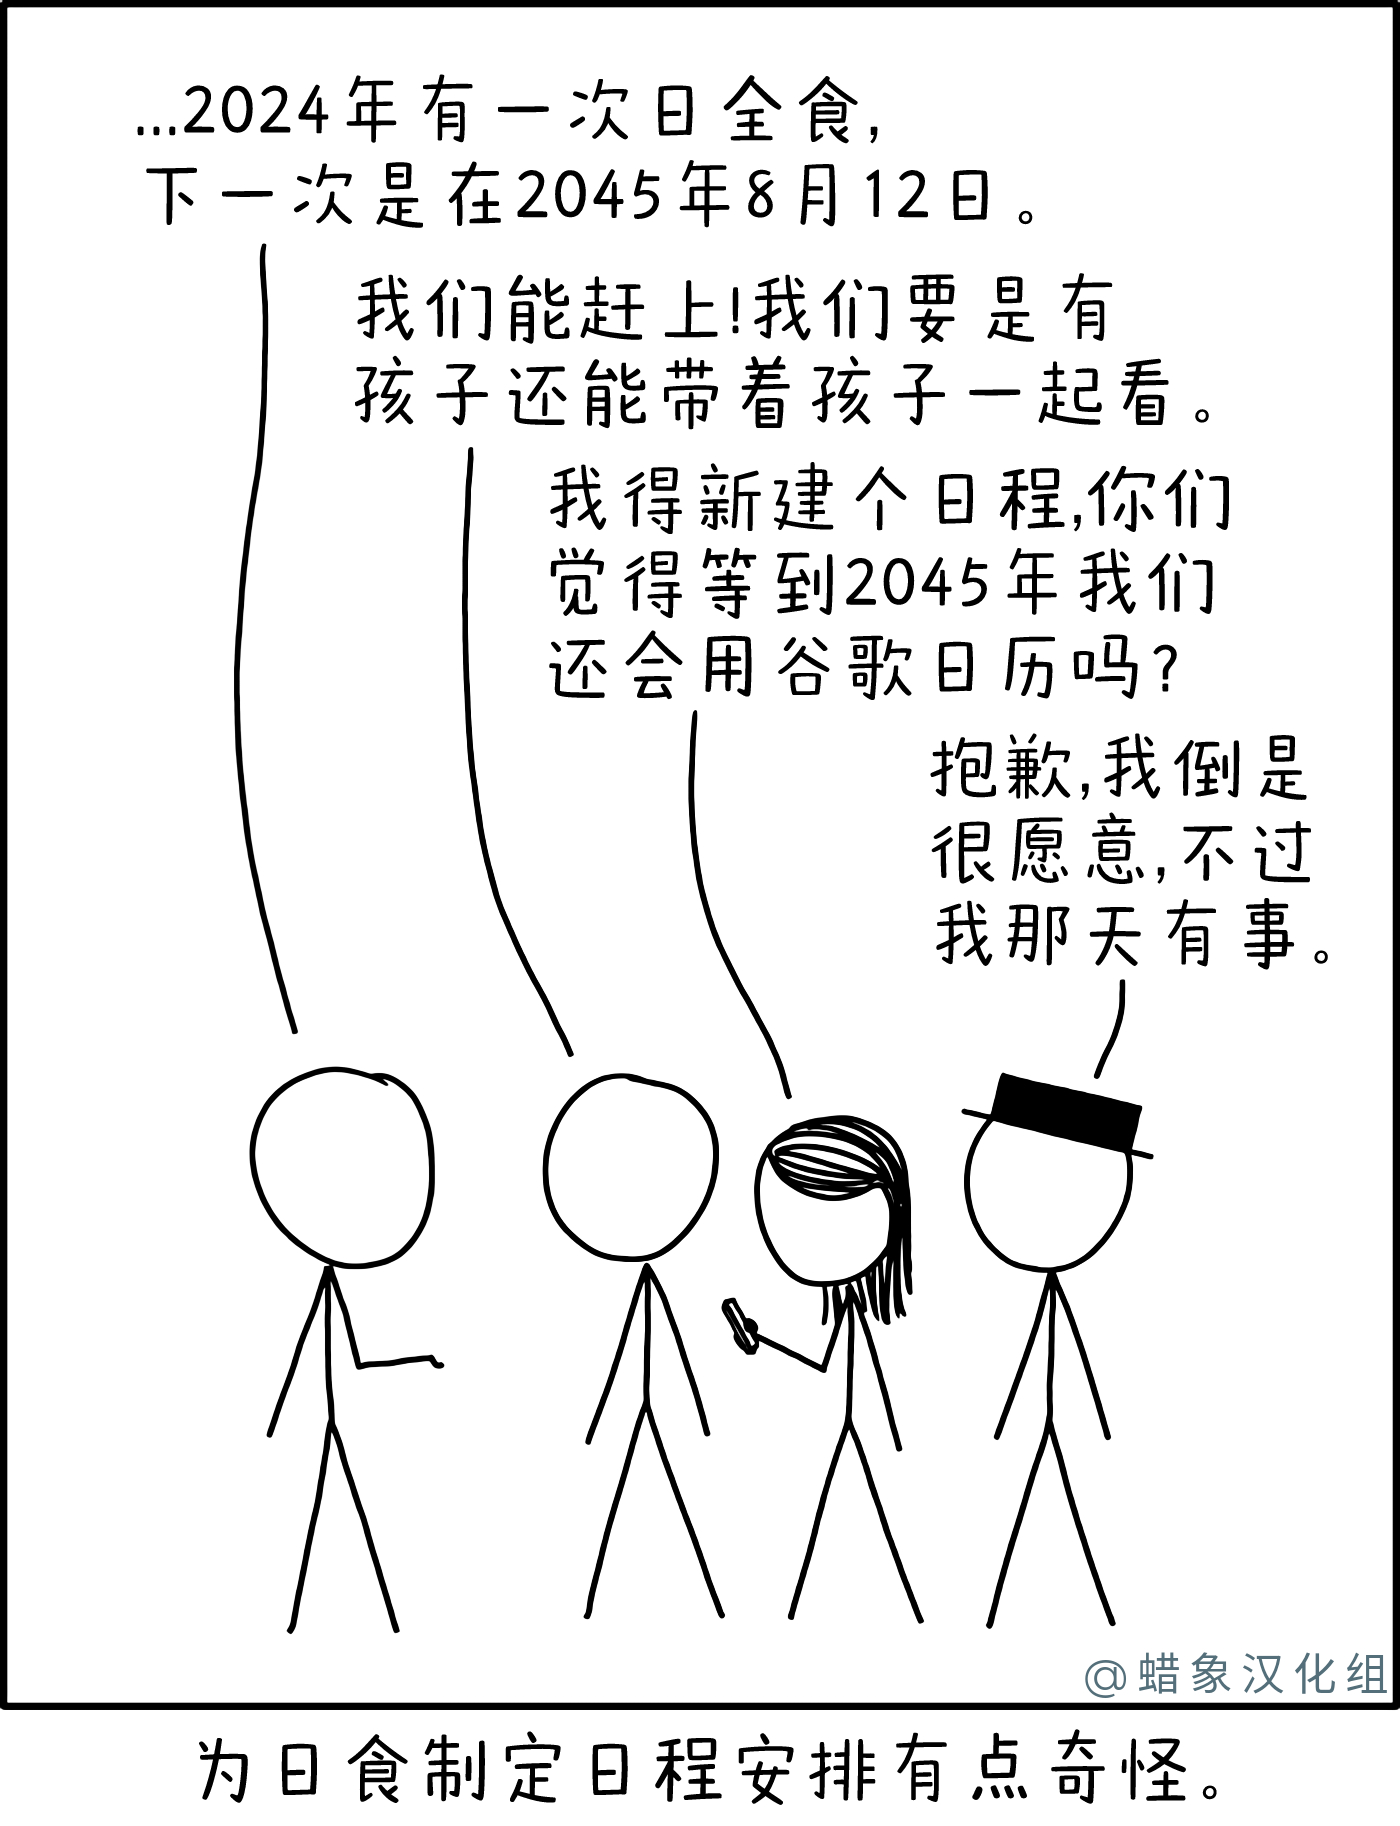 ...2024年有一次日全食,
下一次是在2045年8月12日。
我们能赶上!我们要是有
孩子还能带着孩子一起看。
我得新建个日程,你们
觉得等到2045年我们
还会用谷歌日历吗?
抱歉,我倒是
很愿意,不过
我那天有事。
@蜡象汉化组
为日食制定日程安排有点奇怪。